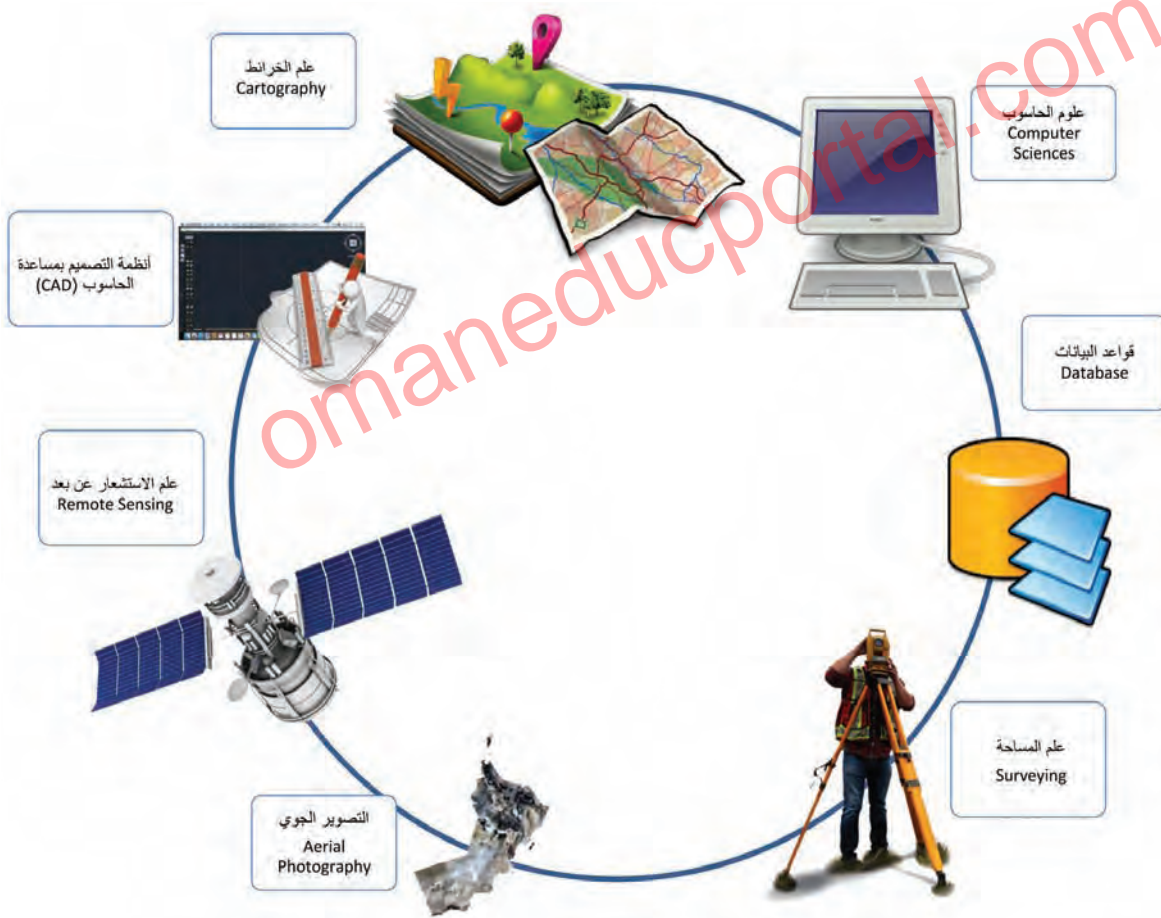 علم الخرائط
Cartography
علوم الحاسوب
Computer
Sciences
أنظمة التصميم بمساعدة
الحاسوب (CAD)
قواعد البيانات
Database
علم الاستشعار عن بعد
Remote Sensing
علم المساحة
Surveying
التصوير الجوي
Aerial
Photography
omaneducportal.com